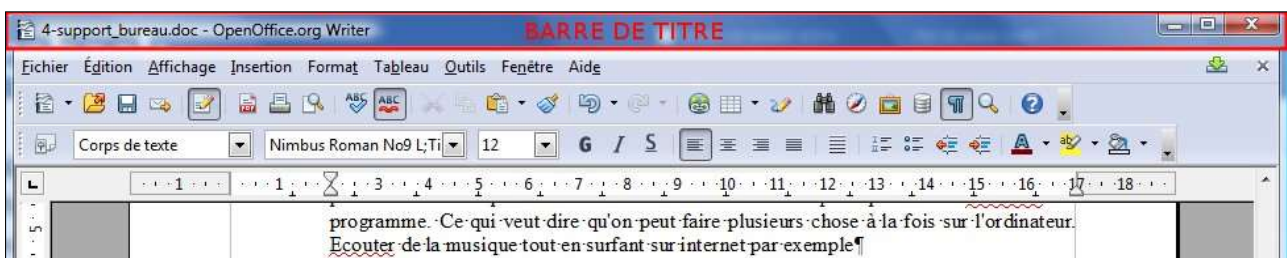 4-support_bureau.doc - OpenOffice.org Writer BARRE DE TITRE
Fichier Édition Affichage Insertion Format Tableau Outils Fenêtre Aide
ABC ABC
Corps de texte Nimbus Roman No9 L;Ti 12 G I S A
1 1 3 4 5 6 7 8 9 10 11 12 13 14 15 16 17 18
programme. Ce qui veut dire qu'on peut faire plusieurs chose à la fois sur l'ordinateur.
5
Ecouter de la musique tout en surfant sur internet par exemple¶